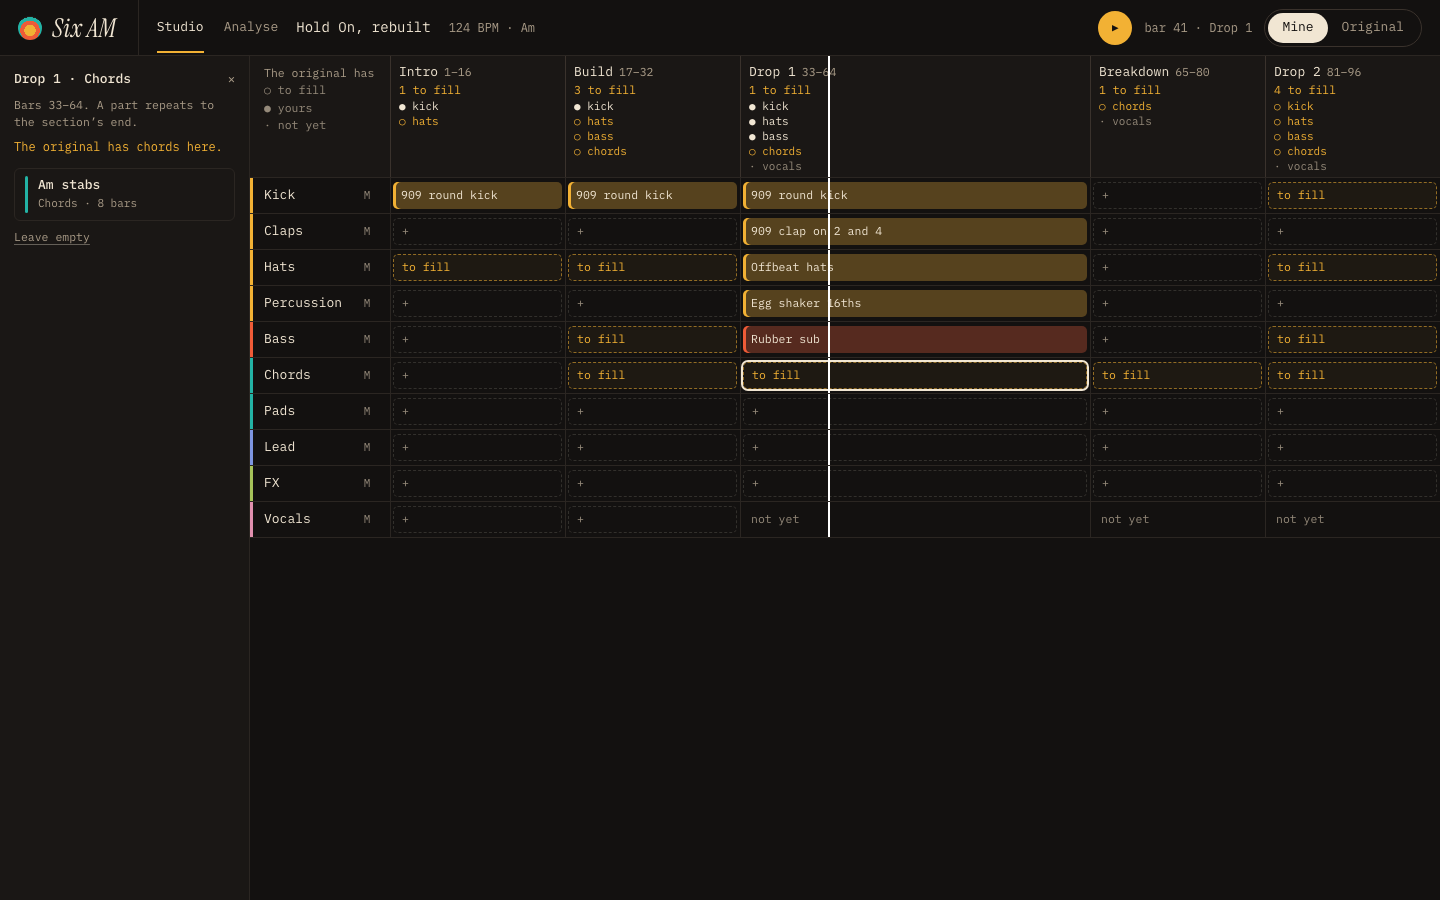 Six AM
Studio Analyse Hold On, rebuilt 124 BPM · Am
▶ bar 41 · Drop 1 Mine Original
Drop 1 · Chords ×
Bars 33–64. A part repeats to
the section’s end.
The original has chords here.
Am stabs
Chords · 8 bars
Leave empty
The original has
○ to fill
● yours
· not yet
Intro 1–16
1 to fill
● kick
○ hats
Build 17–32
3 to fill
● kick
○ hats
○ bass
○ chords
Drop 1 33–64
1 to fill
● kick
● hats
● bass
○ chords
· vocals
Breakdown 65–80
1 to fill
○ chords
· vocals
Drop 2 81–96
4 to fill
○ kick
○ hats
○ bass
○ chords
· vocals
Kick M 909 round kick 909 round kick 909 round kick + to fill
Claps M + + 909 clap on 2 and 4 + +
Hats M to fill to fill Offbeat hats + to fill
Percussion M + + Egg shaker 16ths + +
Bass M + to fill Rubber sub + to fill
Chords M + to fill to fill to fill to fill
Pads M + + + + +
Lead M + + + + +
FX M + + + + +
Vocals M + + not yet not yet not yet